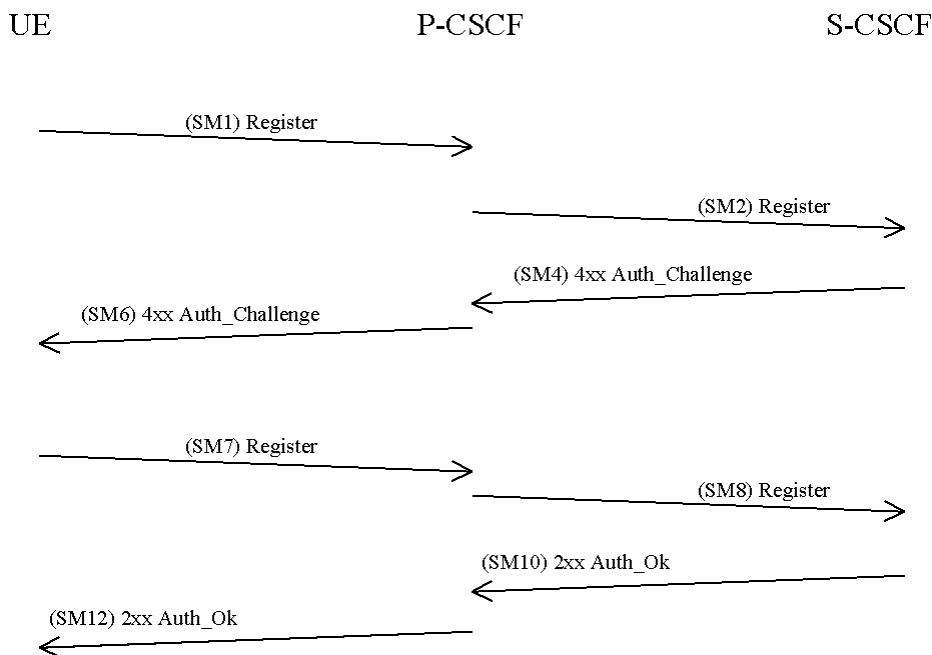 UE
P-CSCF
S-CSCF
(SM1) Register
(SM2) Register
(SM4) 4xx Auth_Challenge
(SM6) 4xx Auth_Challenge
(SM7) Register
(SM8) Register
(SM10) 2xx Auth_Ok
(SM12) 2xx Auth_Ok